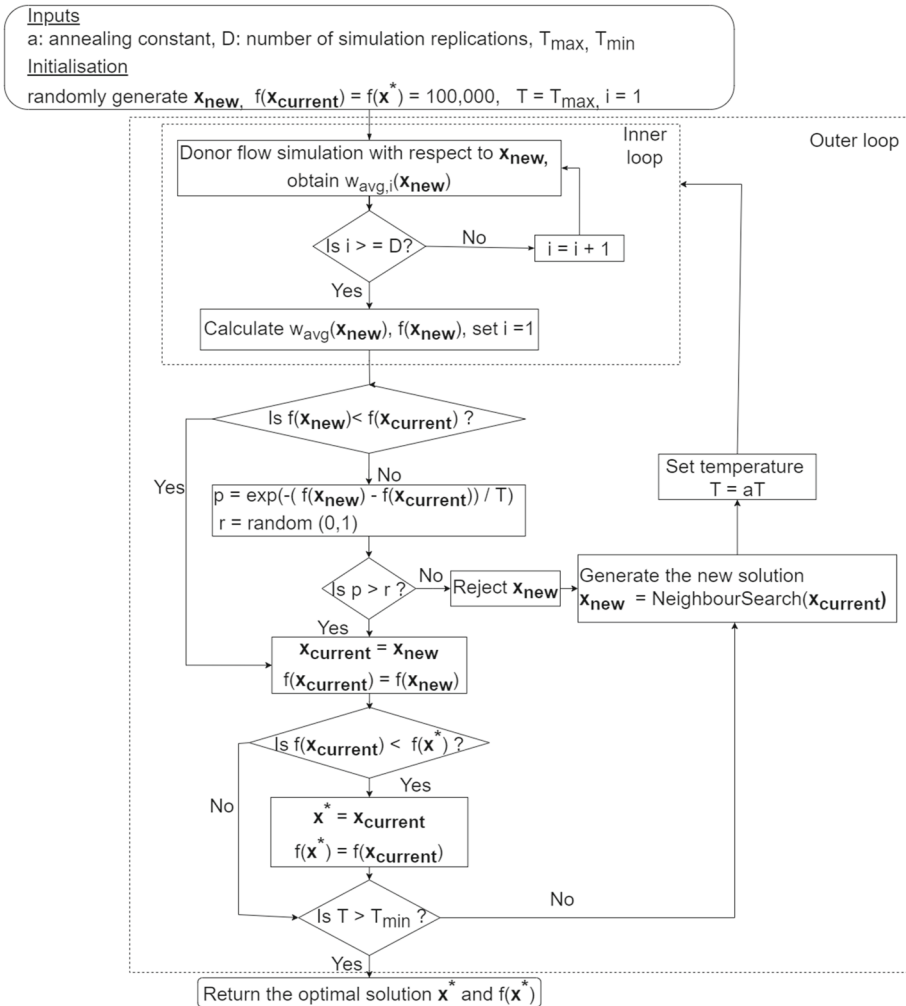 Inputs
a: annealing constant, D: number of simulation replications, Tmax, Tmin
Initialisation
randomly generate xnew, f(xcurrent) = f(x*) = 100,000, T = Tmax, i = 1
Inner
loop
Outer loop
Donor flow simulation with respect to xnew,
obtain wavg,i(xnew)
Is i > = D?
No
i = i + 1
Yes
Calculate wavg(xnew), f(xnew), set i =1
Is f(xnew)< f(xcurrent) ?
Yes
No
p = exp(-( f(xnew) - f(xcurrent)) / T)
r = random (0,1)
Set temperature
T = aT
Is p > r ?
No
Reject xnew
Generate the new solution
xnew = NeighbourSearch(xcurrent)
Yes
xcurrent = xnew
f(xcurrent) = f(xnew)
Is f(xcurrent) < f(x*) ?
No
Yes
x* = xcurrent
f(x*) = f(xcurrent)
Is T > Tmin ?
No
Yes
Return the optimal solution x* and f(x*)